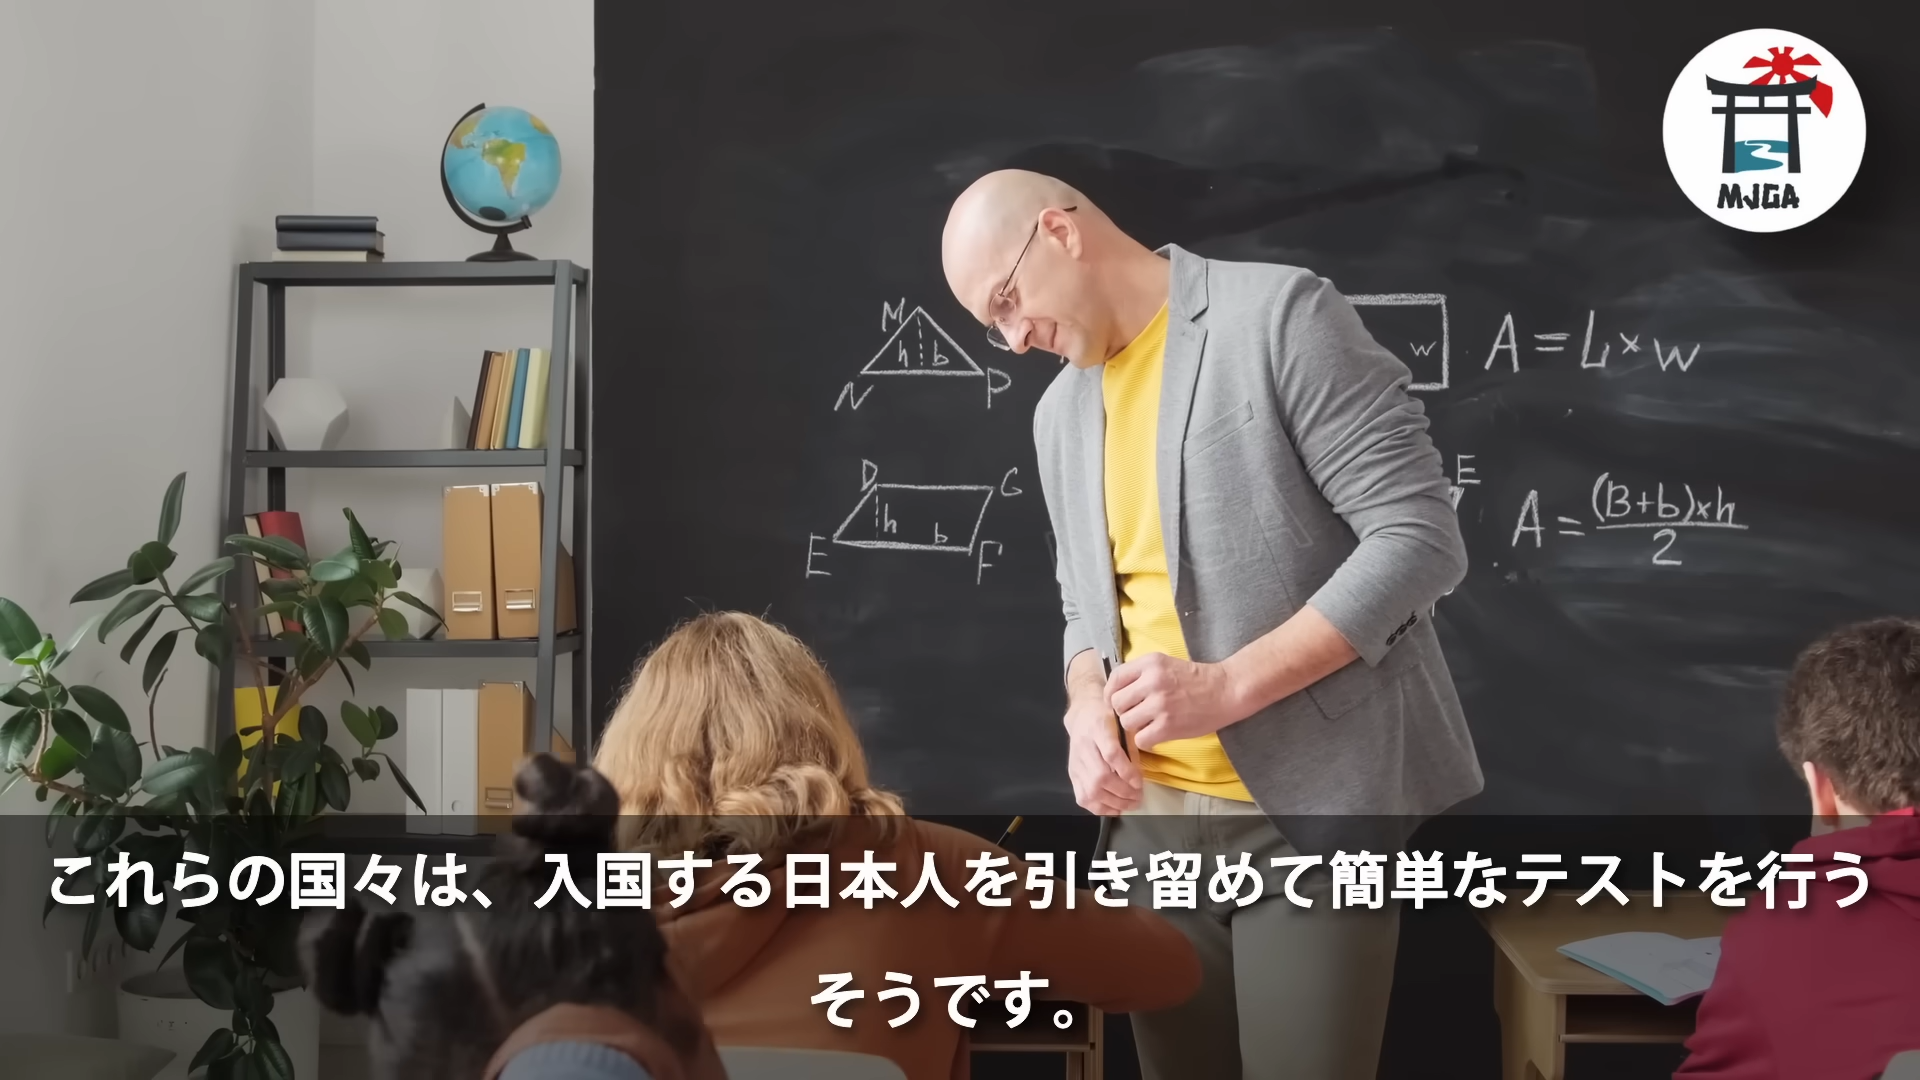 MJGA
M
h b
N P
w
A = L × w
D G
h b
E F
E
A = (B+b)×h
2
これらの国々は、入国する日本人を引き留めて簡単なテストを行う
そうです。